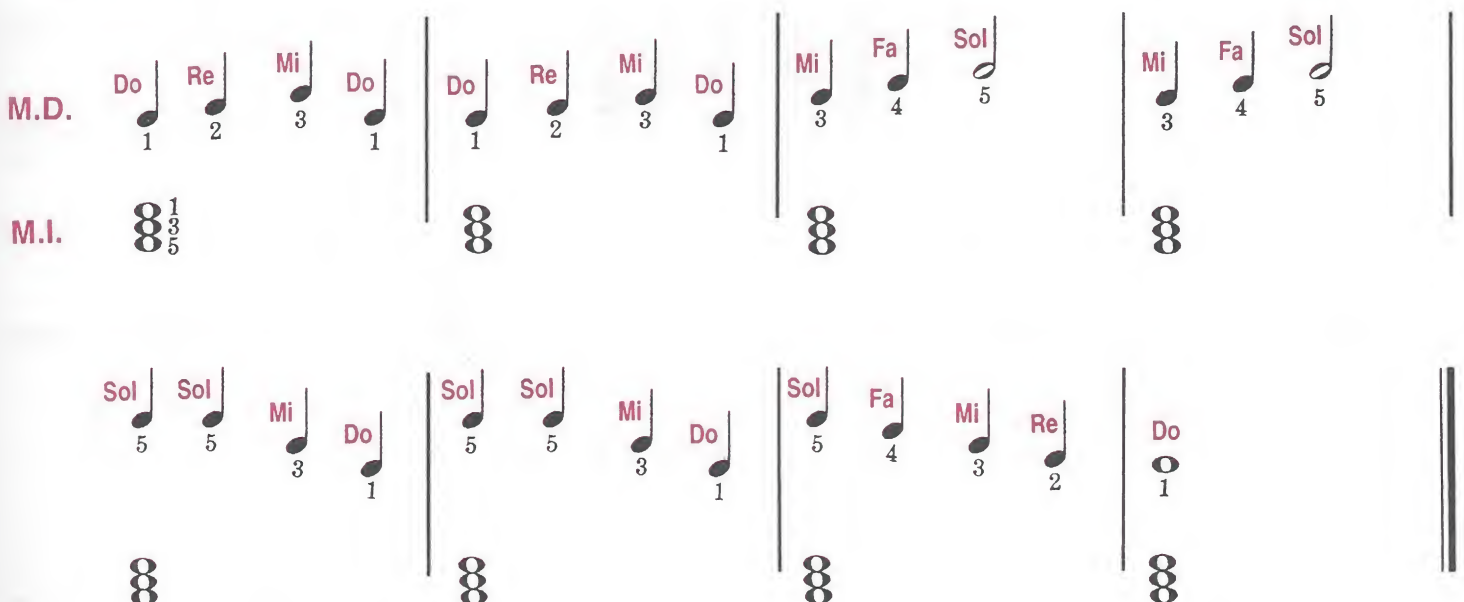 Do Re Mi Do Do Re Mi Do Mi Fa Sol Mi Fa Sol
M.D.
1 2 3 1 1 2 3 1 3 4 5 3 4 5
M.I.
1
3
5
Sol Sol Mi Do Sol Sol Mi Do Sol Fa Mi Re Do
5 5 3 1 5 5 3 1 5 4 3 2 1